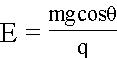 E = mgcosθ / q